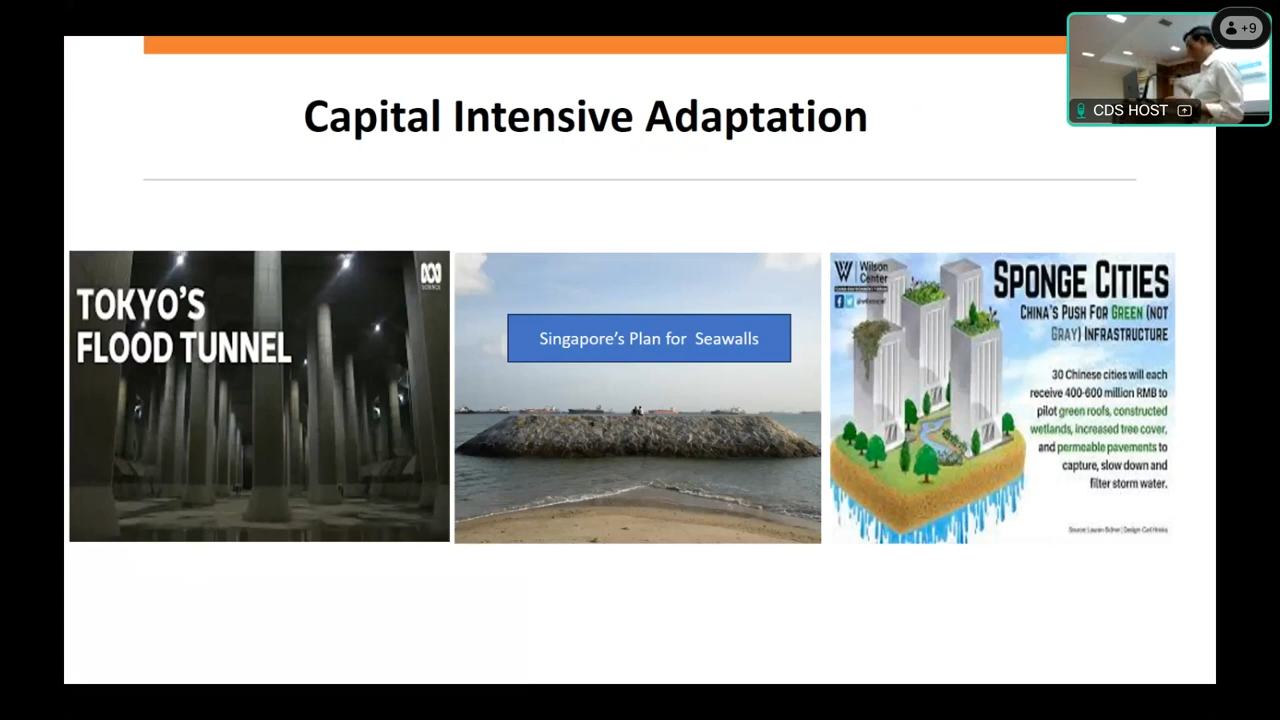 +9
CDS HOST
Capital Intensive Adaptation
TOKYO'S
FLOOD TUNNEL
SCIENCE
Singapore's Plan for Seawalls
Wilson
Center
SPONGE CITIES
CHINA'S PUSH FOR GREEN (NOT
GRAY) INFRASTRUCTURE
30 Chinese cities will each
receive 400-600 million RMB to
pilot green roofs, constructed
wetlands, increased tree cover,
and permeable pavements to
capture, slow down and
filter storm water.